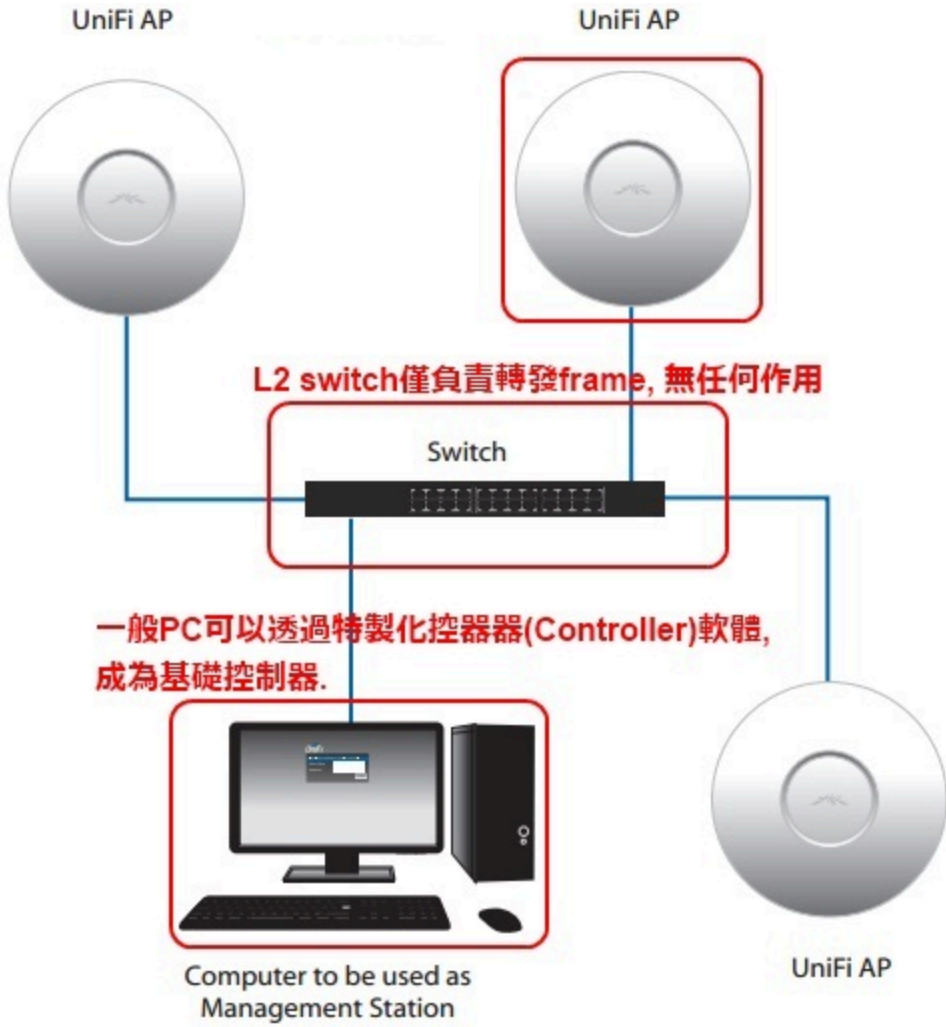 UniFi AP
UniFi AP
L2 switch僅負責轉發frame, 無任何作用
Switch
一般PC可以透過特製化控器器(Controller)軟體,
成為基礎控制器.
UniFi
Computer to be used as
Management Station
UniFi AP